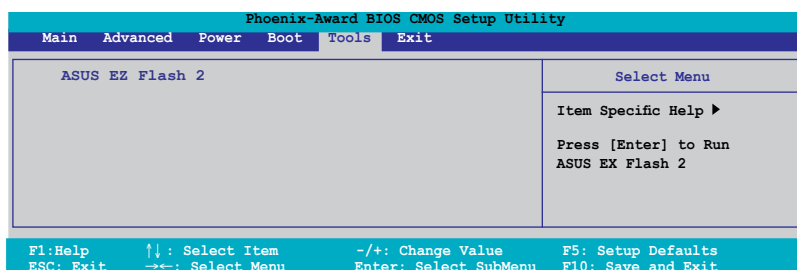 Phoenix-Award BIOS CMOS Setup Utility
Main Advanced Power Boot Tools Exit
ASUS EZ Flash 2
Select Menu
Item Specific Help ▶
Press [Enter] to Run
ASUS EX Flash 2
F1:Help ↑↓: Select Item -/+: Change Value F5: Setup Defaults
ESC: Exit →←: Select Menu Enter: Select SubMenu F10: Save and Exit